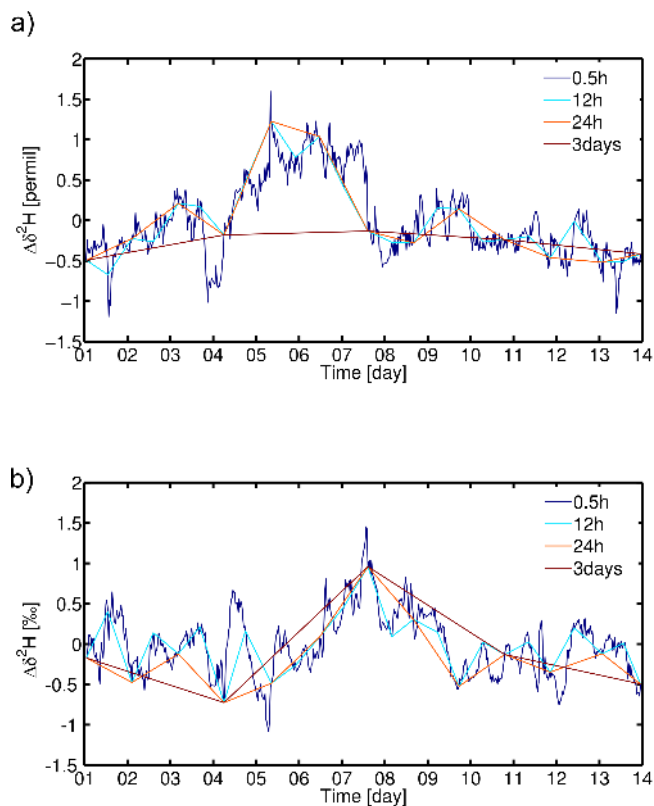 a)
Δδ²H [permil]
2
1.5
1
0.5
0
−0.5
−1
−1.5
0.5h
12h
24h
3days
01 02 03 04 05 06 07 08 09 10 11 12 13 14
Time [day]
b)
Δδ²H [‰]
2
1.5
1
0.5
0
-0.5
-1
-1.5
0.5h
12h
24h
3days
01 02 03 04 05 06 07 08 09 10 11 12 13 14
Time [day]